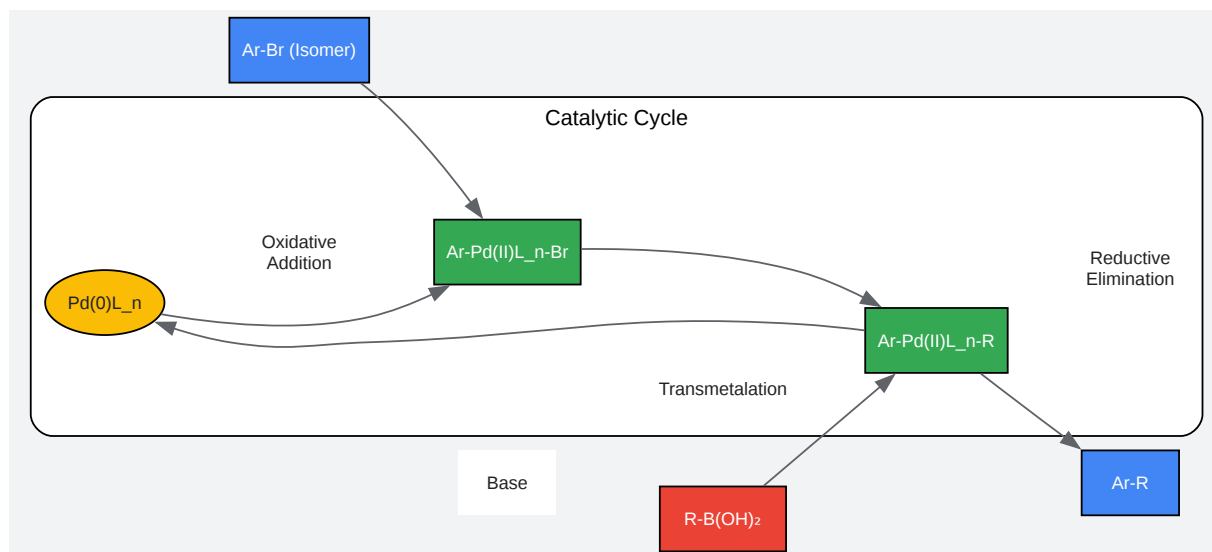 Ar-Br (Isomer)
Catalytic Cycle
Oxidative
Addition
Ar-Pd(II)L_n-Br
Reductive
Elimination
Pd(0)L_n
Ar-Pd(II)L_n-R
Transmetalation
Base
Ar-R
R-B(OH)₂